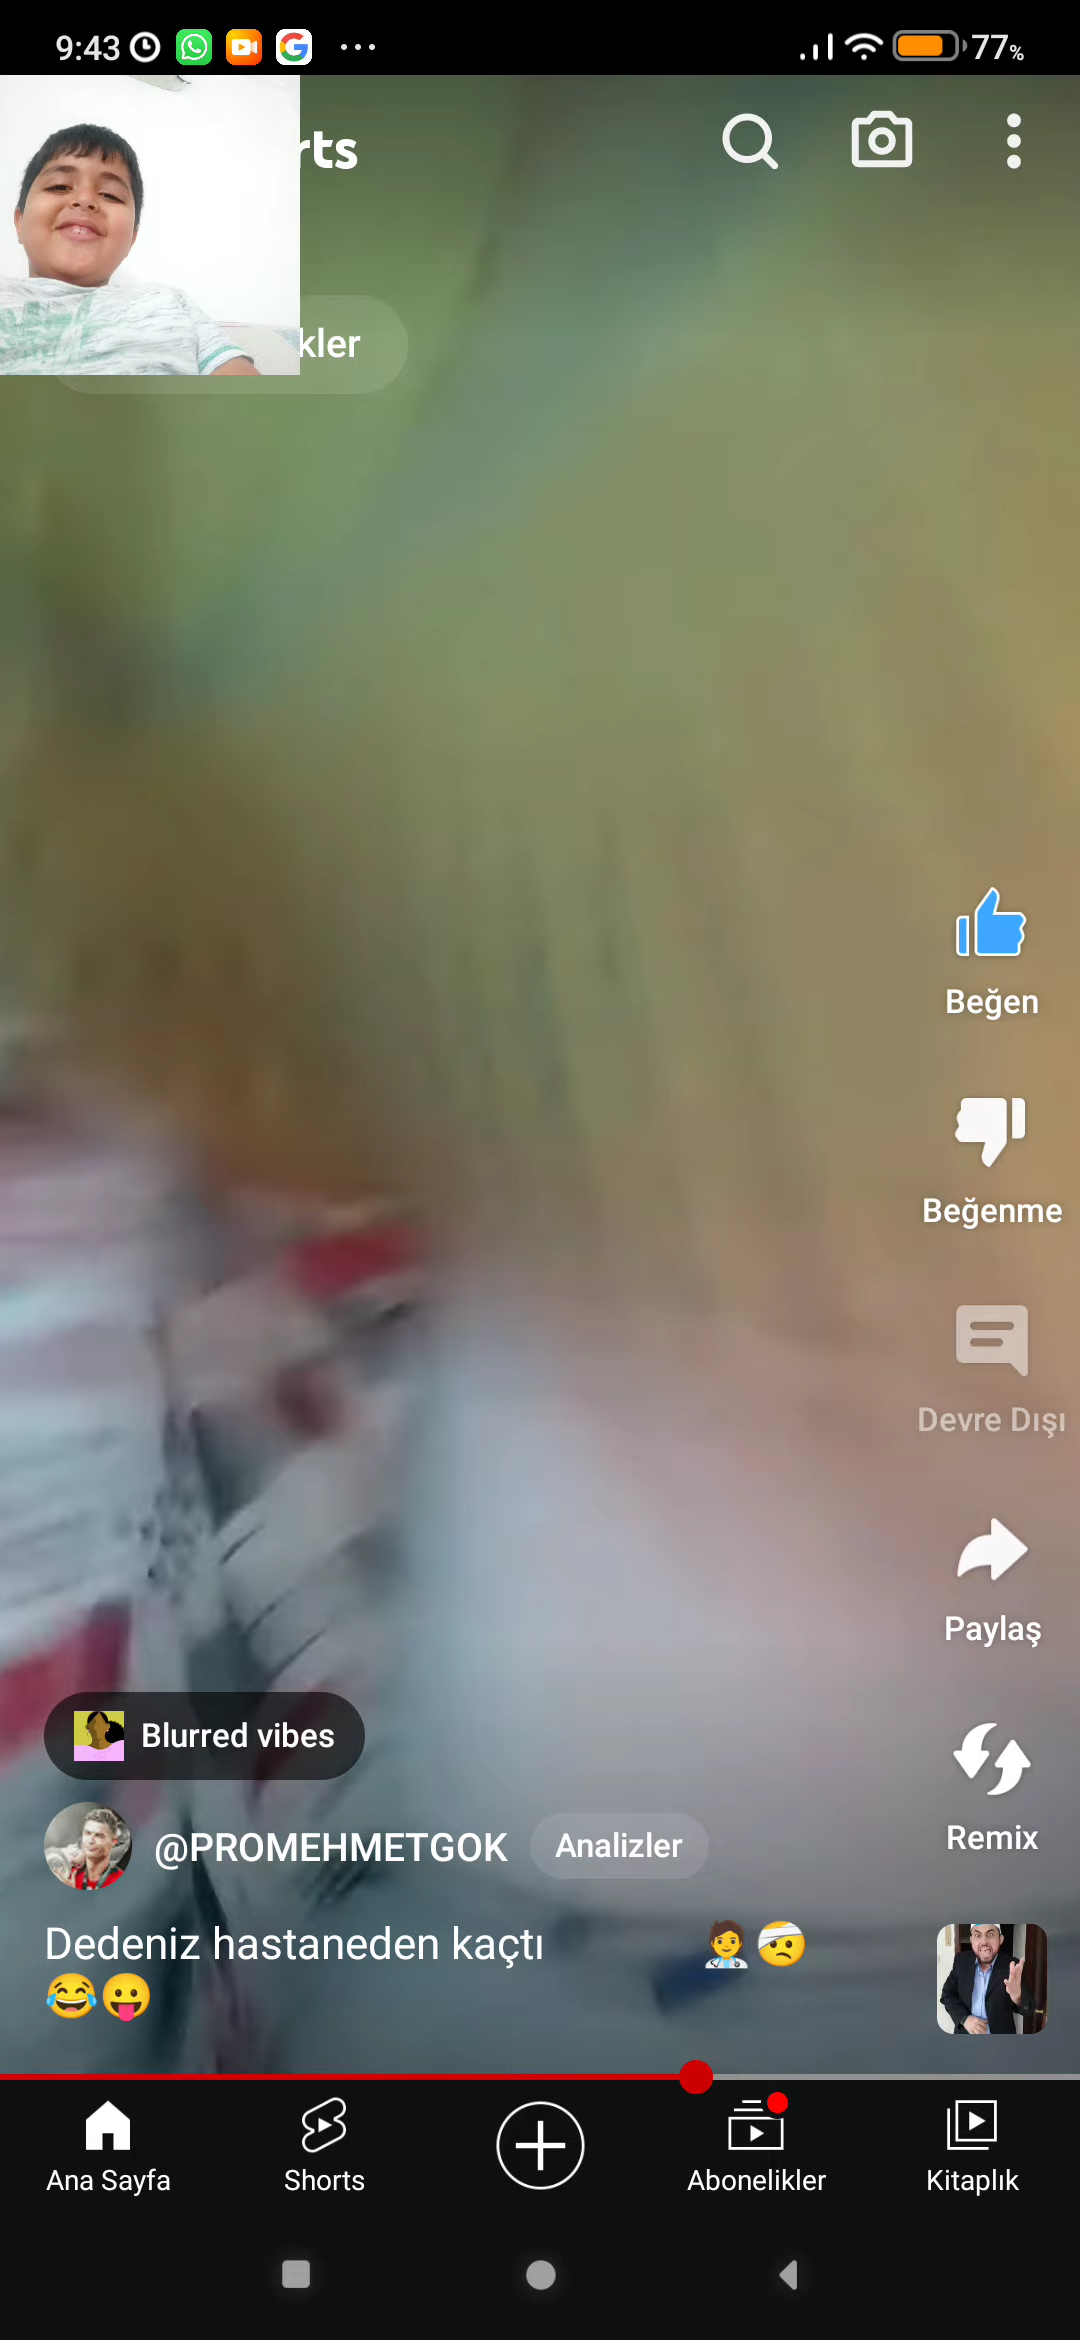 9:43
77%
rts
kler
Beğen
Beğenme
Devre Dışı
Paylaş
Blurred vibes
Remix
@PROMEHMETGOK Analizler
Dedeniz hastaneden kaçtı 🧑‍⚕️🤕
😂😛
Ana Sayfa Shorts Abonelikler Kitaplık